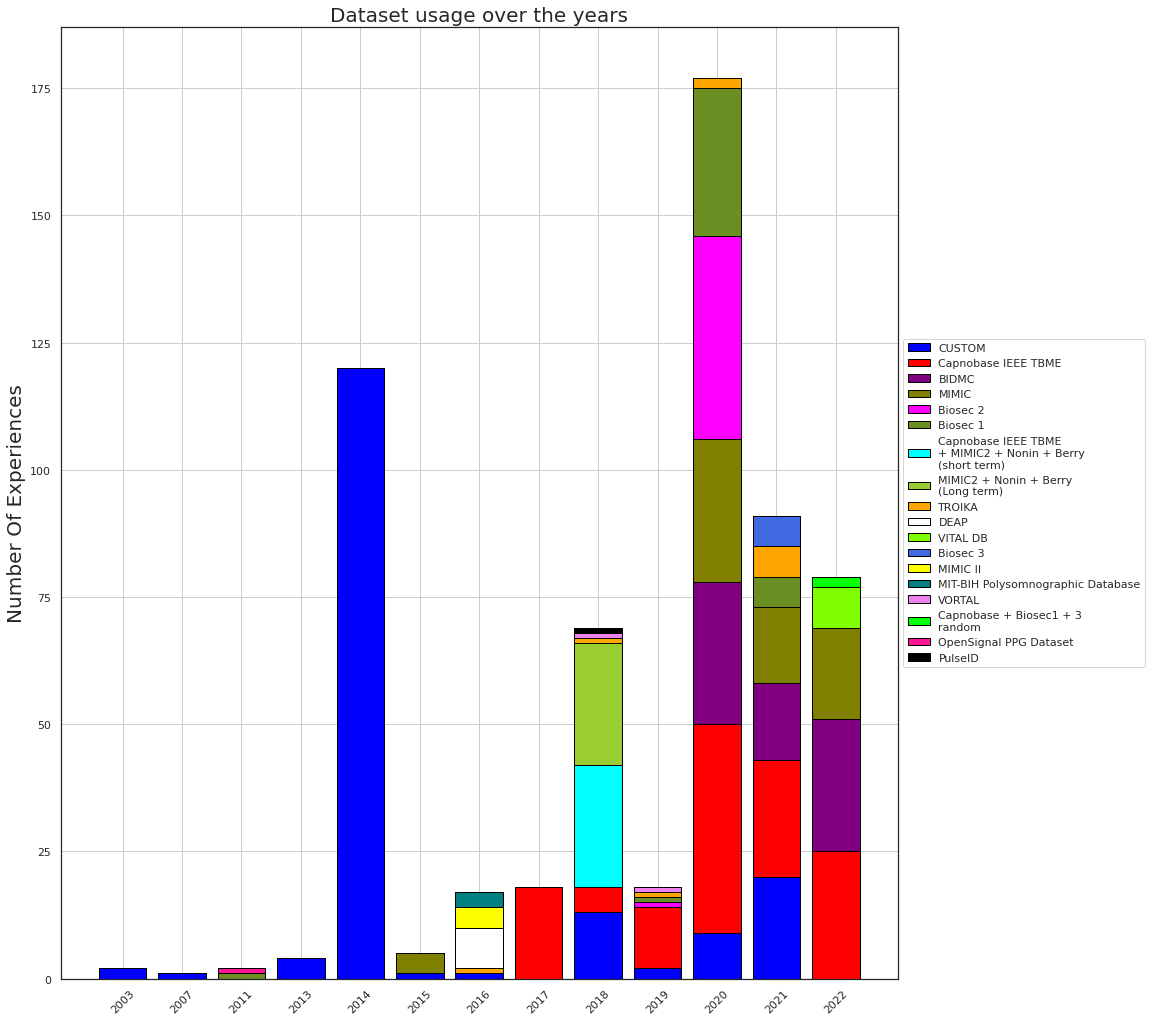 Dataset usage over the years
Number Of Experiences
175
150
125
100
75
50
25
0
2003
2007
2011
2013
2014
2015
2016
2017
2018
2019
2020
2021
2022
CUSTOM
Capnobase IEEE TBME
BIDMC
MIMIC
Biosec 2
Biosec 1
Capnobase IEEE TBME
+ MIMIC2 + Nonin + Berry
(short term)
MIMIC2 + Nonin + Berry
(Long term)
TROIKA
DEAP
VITAL DB
Biosec 3
MIMIC II
MIT-BIH Polysomnographic Database
VORTAL
Capnobase + Biosec1 + 3
random
OpenSignal PPG Dataset
PulseID